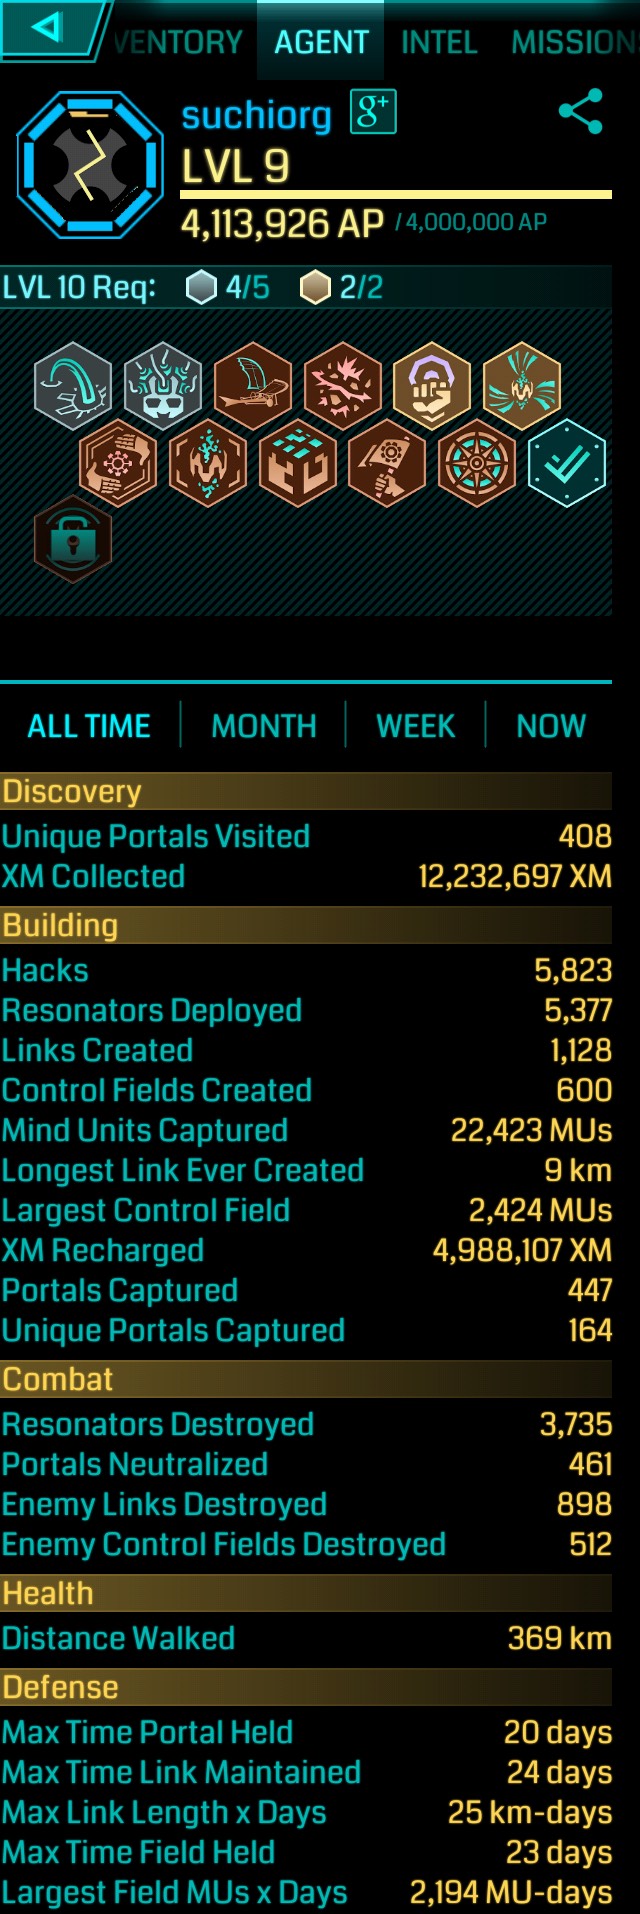 VENTORY AGENT INTEL MISSION
suchiorg g+
LVL 9
4,113,926 AP / 4,000,000 AP
LVL 10 Req: 4/5 2/2
ALL TIME MONTH WEEK NOW
Discovery
Unique Portals Visited 408
XM Collected 12,232,697 XM
Building
Hacks 5,823
Resonators Deployed 5,377
Links Created 1,128
Control Fields Created 600
Mind Units Captured 22,423 MUs
Longest Link Ever Created 9 km
Largest Control Field 2,424 MUs
XM Recharged 4,988,107 XM
Portals Captured 447
Unique Portals Captured 164
Combat
Resonators Destroyed 3,735
Portals Neutralized 461
Enemy Links Destroyed 898
Enemy Control Fields Destroyed 512
Health
Distance Walked 369 km
Defense
Max Time Portal Held 20 days
Max Time Link Maintained 24 days
Max Link Length x Days 25 km-days
Max Time Field Held 23 days
Largest Field MUs x Days 2,194 MU-days